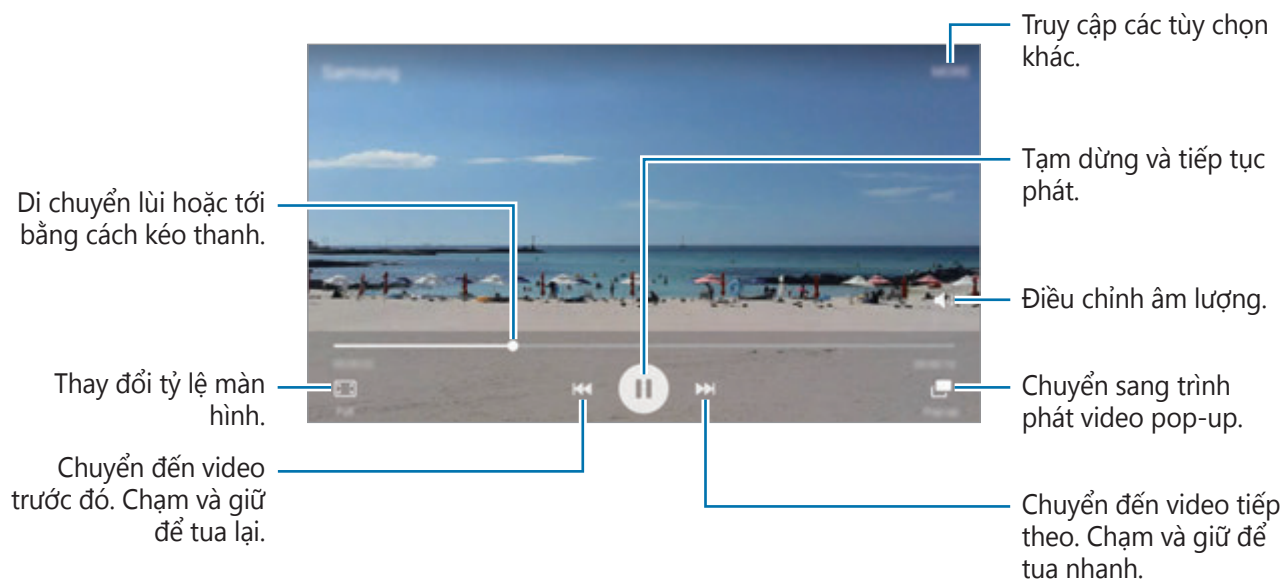 Truy cập các tùy chọn
khác.
Samsung
Tạm dừng và tiếp tục
phát.
Di chuyển lùi hoặc tới
bằng cách kéo thanh.
Điều chỉnh âm lượng.
Thay đổi tỷ lệ màn
hình.
Chuyển sang trình
phát video pop-up.
Chuyển đến video
trước đó. Chạm và giữ
để tua lại.
Chuyển đến video tiếp
theo. Chạm và giữ để
tua nhanh.